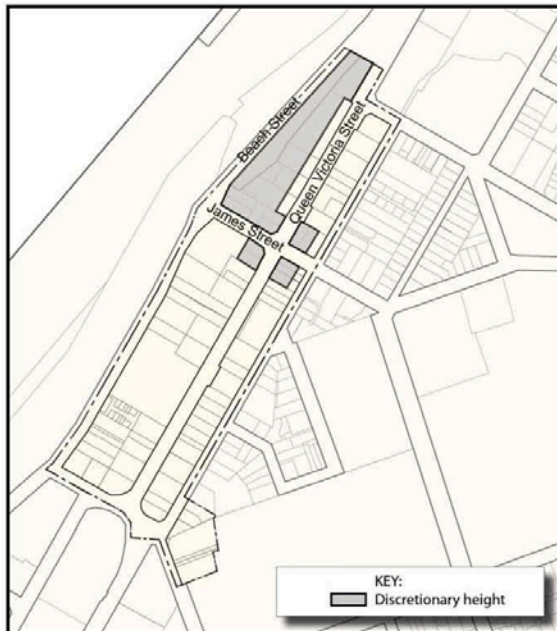 Beach Street
Queen Victoria Street
James Street
KEY:
Discretionary height